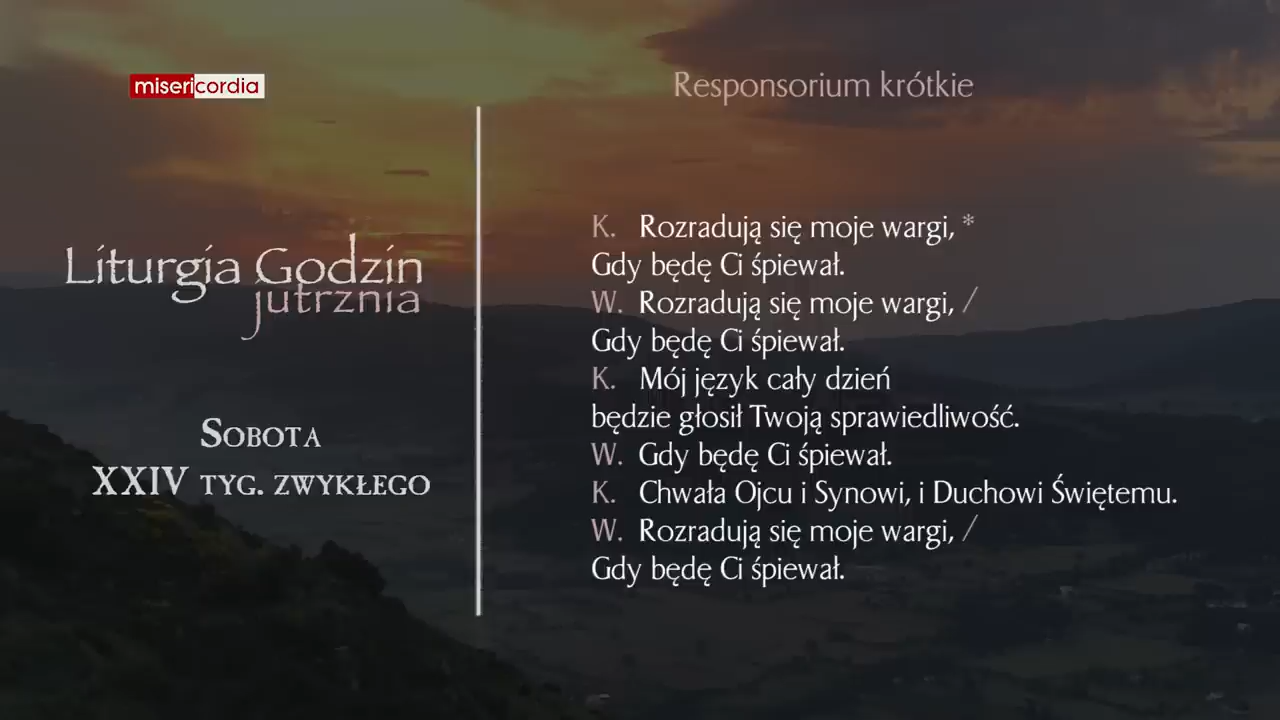 misericordia
Liturgia Godzin
jutrznia
Sobota
XXIV tyg. zwykłego
Responsorium krótkie
K. Rozradują się moje wargi, *
Gdy będę Ci śpiewał.
W. Rozradują się moje wargi, /
Gdy będę Ci śpiewał.
K. Mój język cały dzień
będzie głosił Twoją sprawiedliwość.
W. Gdy będę Ci śpiewał.
K. Chwała Ojcu i Synowi, i Duchowi Świętemu.
W. Rozradują się moje wargi, /
Gdy będę Ci śpiewał.